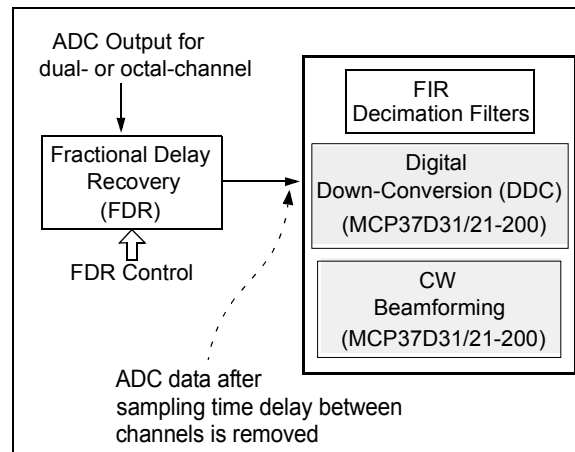 ADC Output for
dual- or octal-channel
Fractional Delay
Recovery
(FDR)
FDR Control
FIR
Decimation Filters
Digital
Down-Conversion (DDC)
(MCP37D31/21-200)
CW
Beamforming
(MCP37D31/21-200)
ADC data after
sampling time delay between
channels is removed